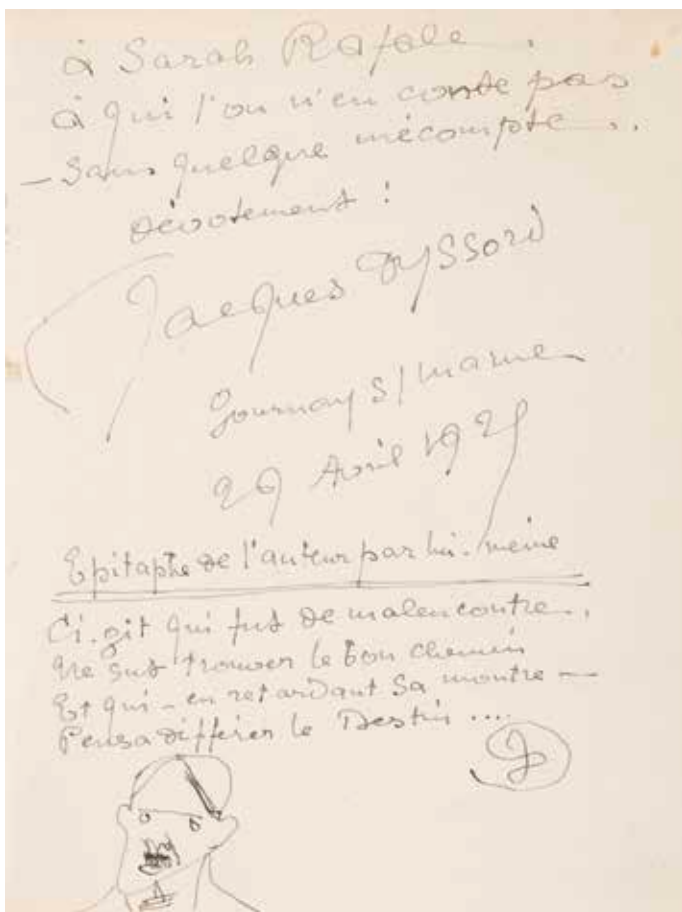 à Sarah Rafale.
à qui l'on n'en conte pas
– sans quelque mécompte...
dévotement !
Jacques Dyssord
Gournay s/ marne
29 Avril 1925
Epitaphe de l'auteur par lui-même
Ci-gît qui fut de malencontre..
Ne sut trouver le bon chemin
Et qui – en retardant sa montre –
Pensa différer le Destin ....